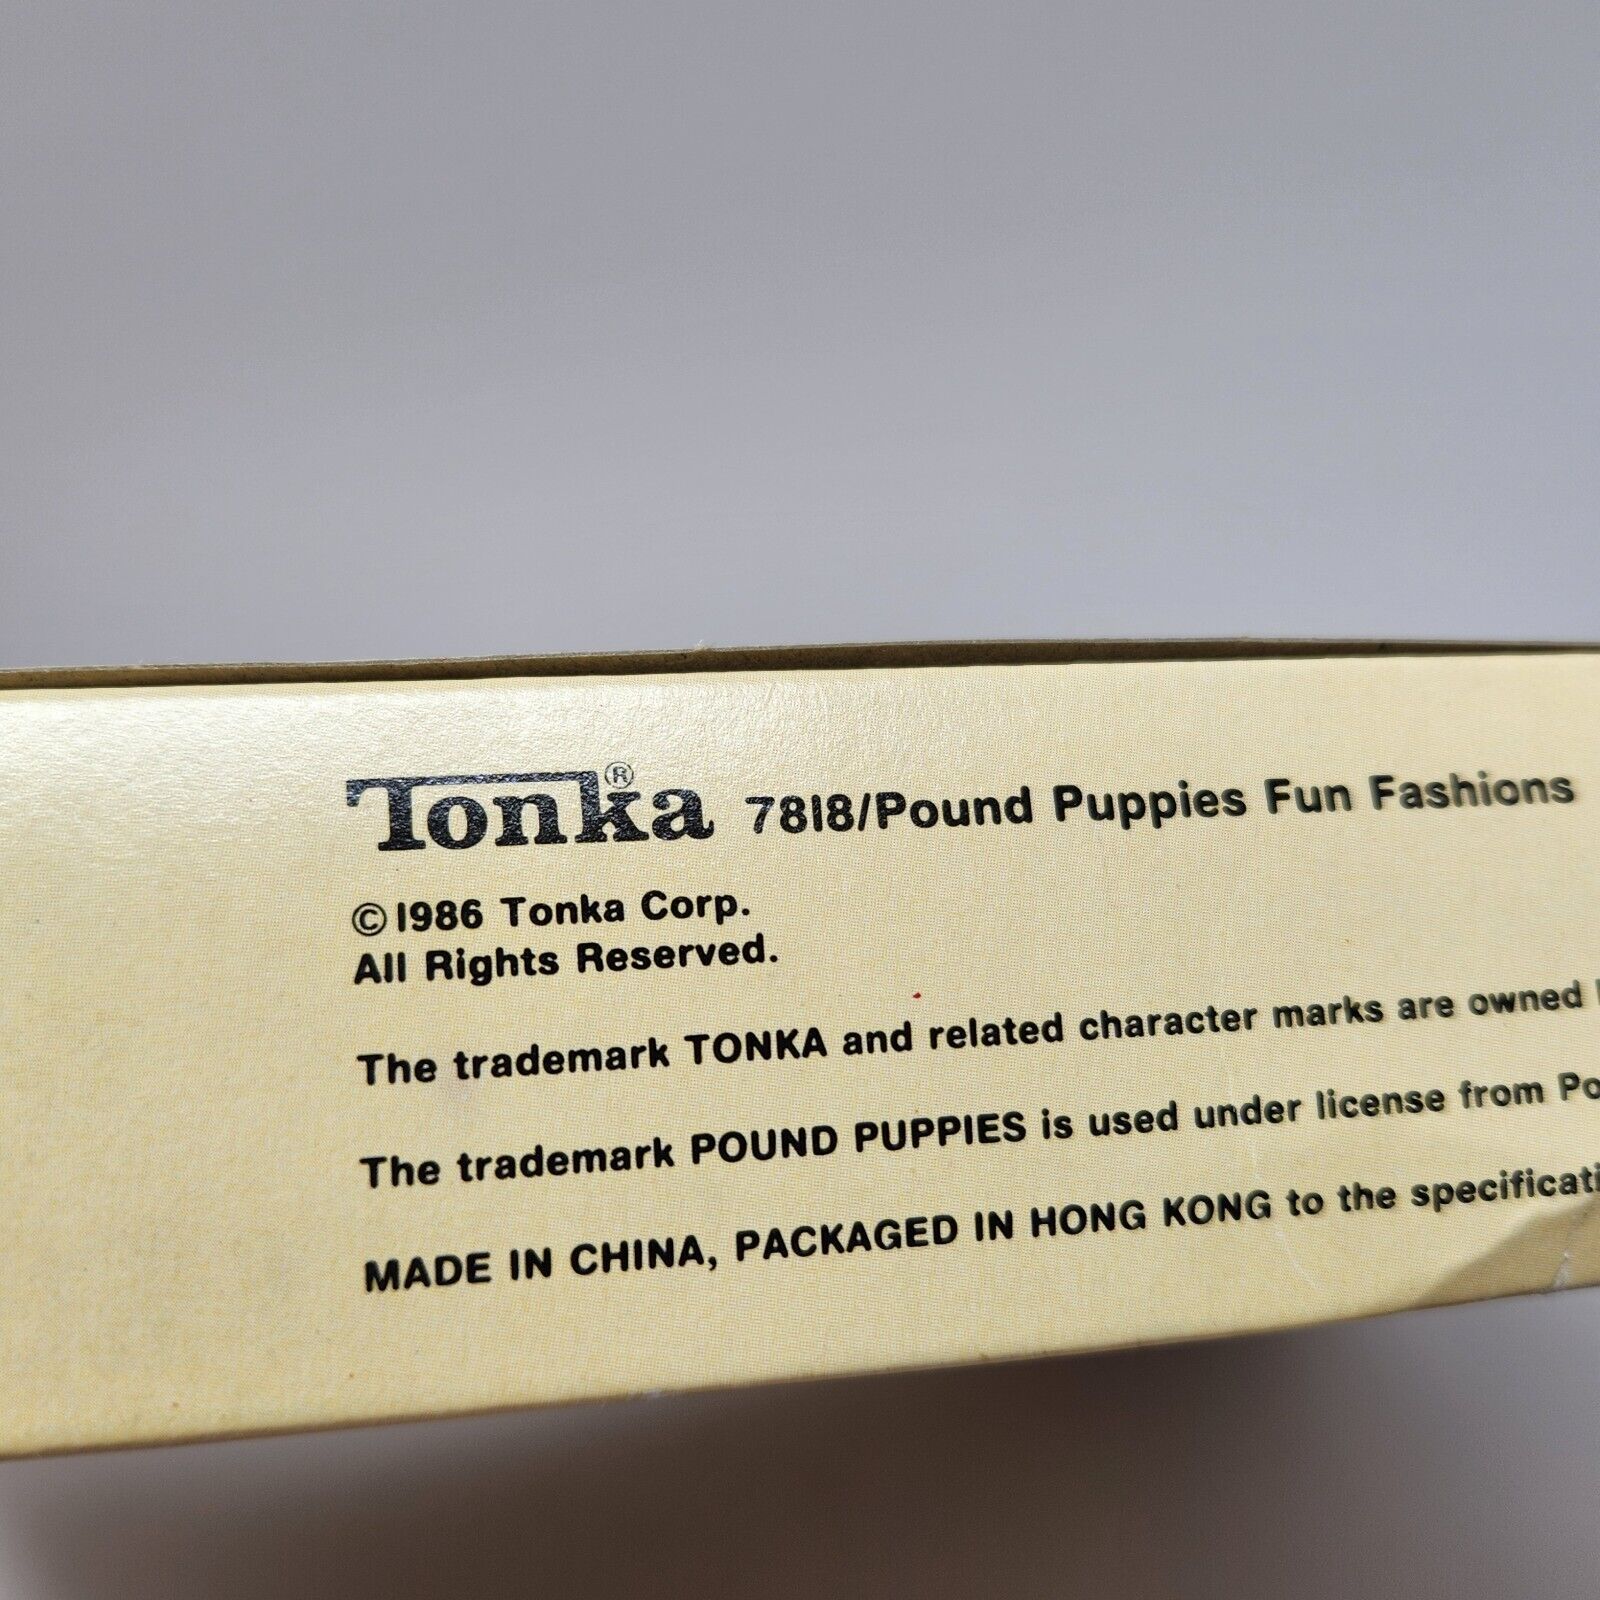 Tonka® 7818/Pound Puppies Fun Fashions
©1986 Tonka Corp.
All Rights Reserved.
The trademark TONKA and related character marks are owned
The trademark POUND PUPPIES is used under license from
MADE IN CHINA, PACKAGED IN HONG KONG to the